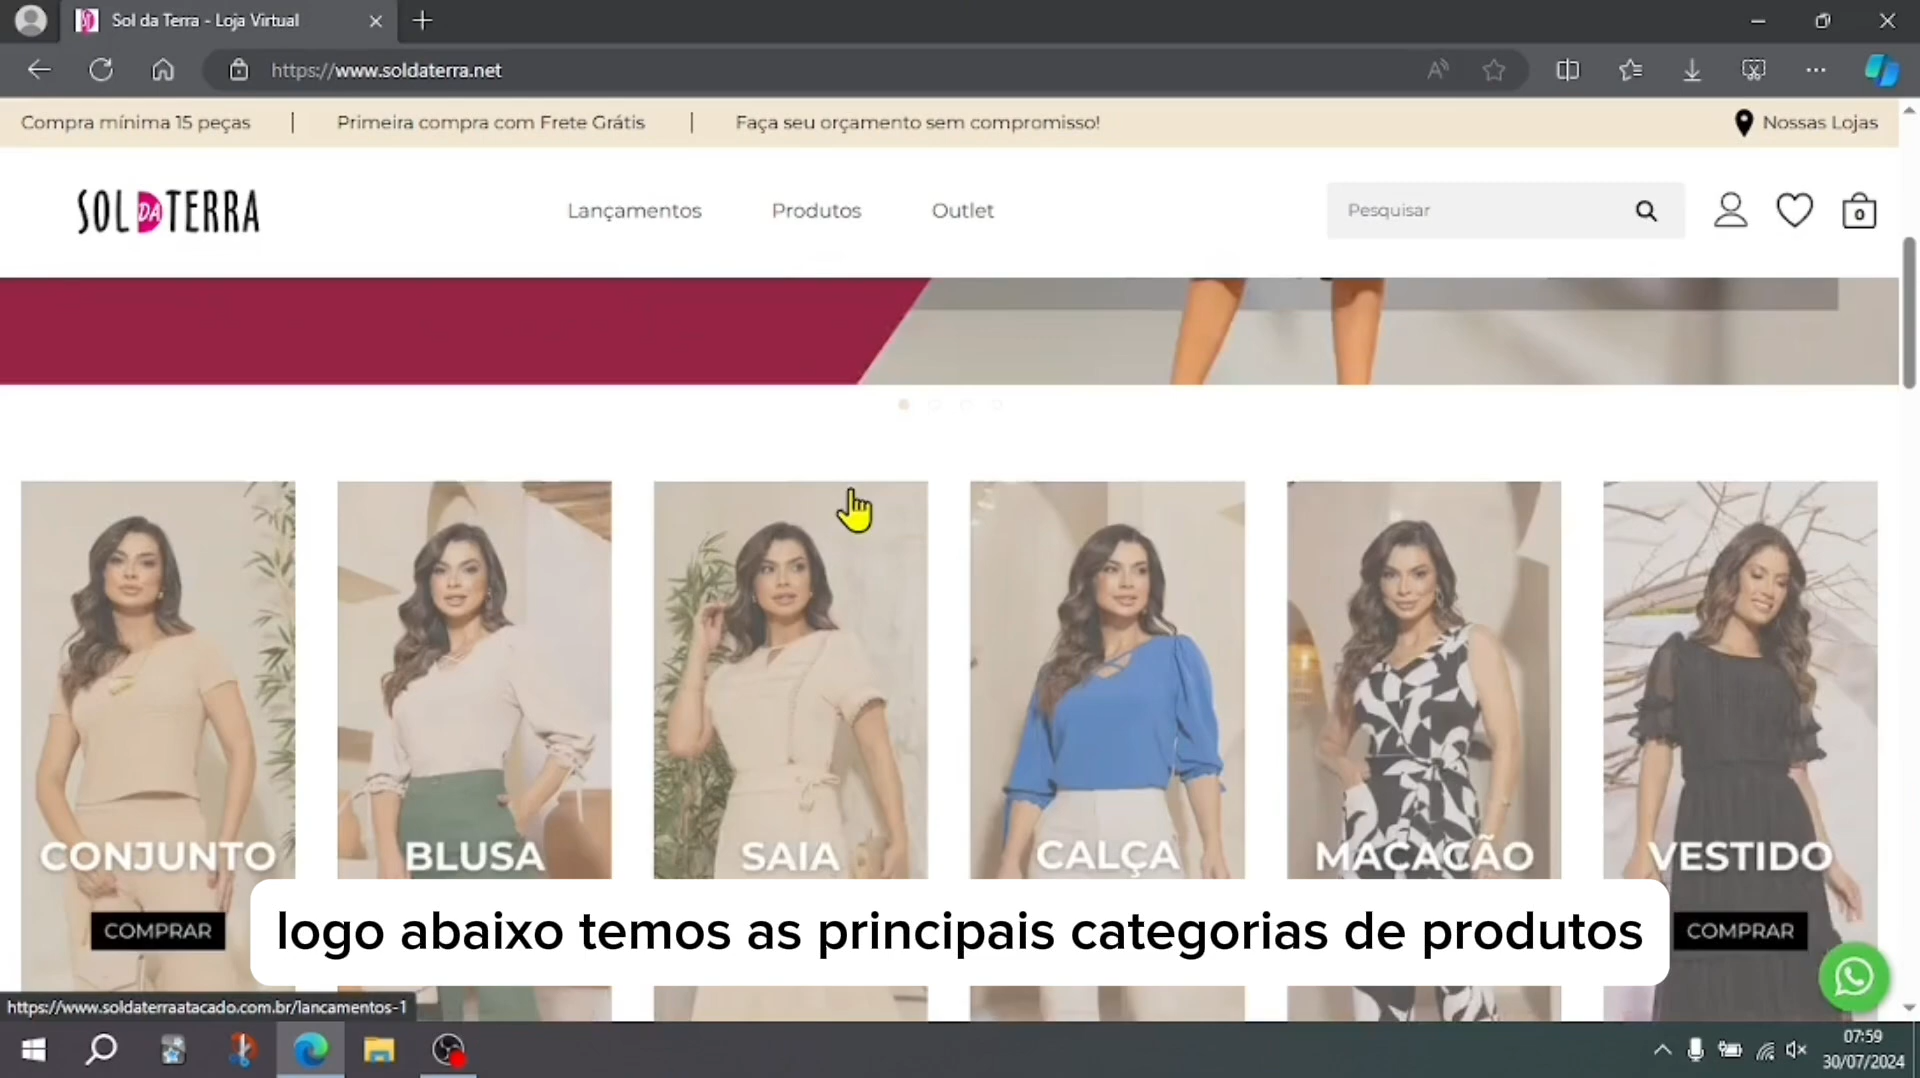 Sol da Terra - Loja Virtual
https://www.soldaterra.net
Compra mínima 15 peças | Primeira compra com Frete Grátis | Faça seu orçamento sem compromisso! Nossas Lojas
SOL DA TERRA Lançamentos Produtos Outlet Pesquisar 0
CONJUNTO BLUSA SAIA CALÇA MACACÃO VESTIDO
COMPRAR COMPRAR
logo abaixo temos as principais categorias de produtos
https://www.soldaterraatacado.com.br/lancamentos-1
07:59
30/07/2024